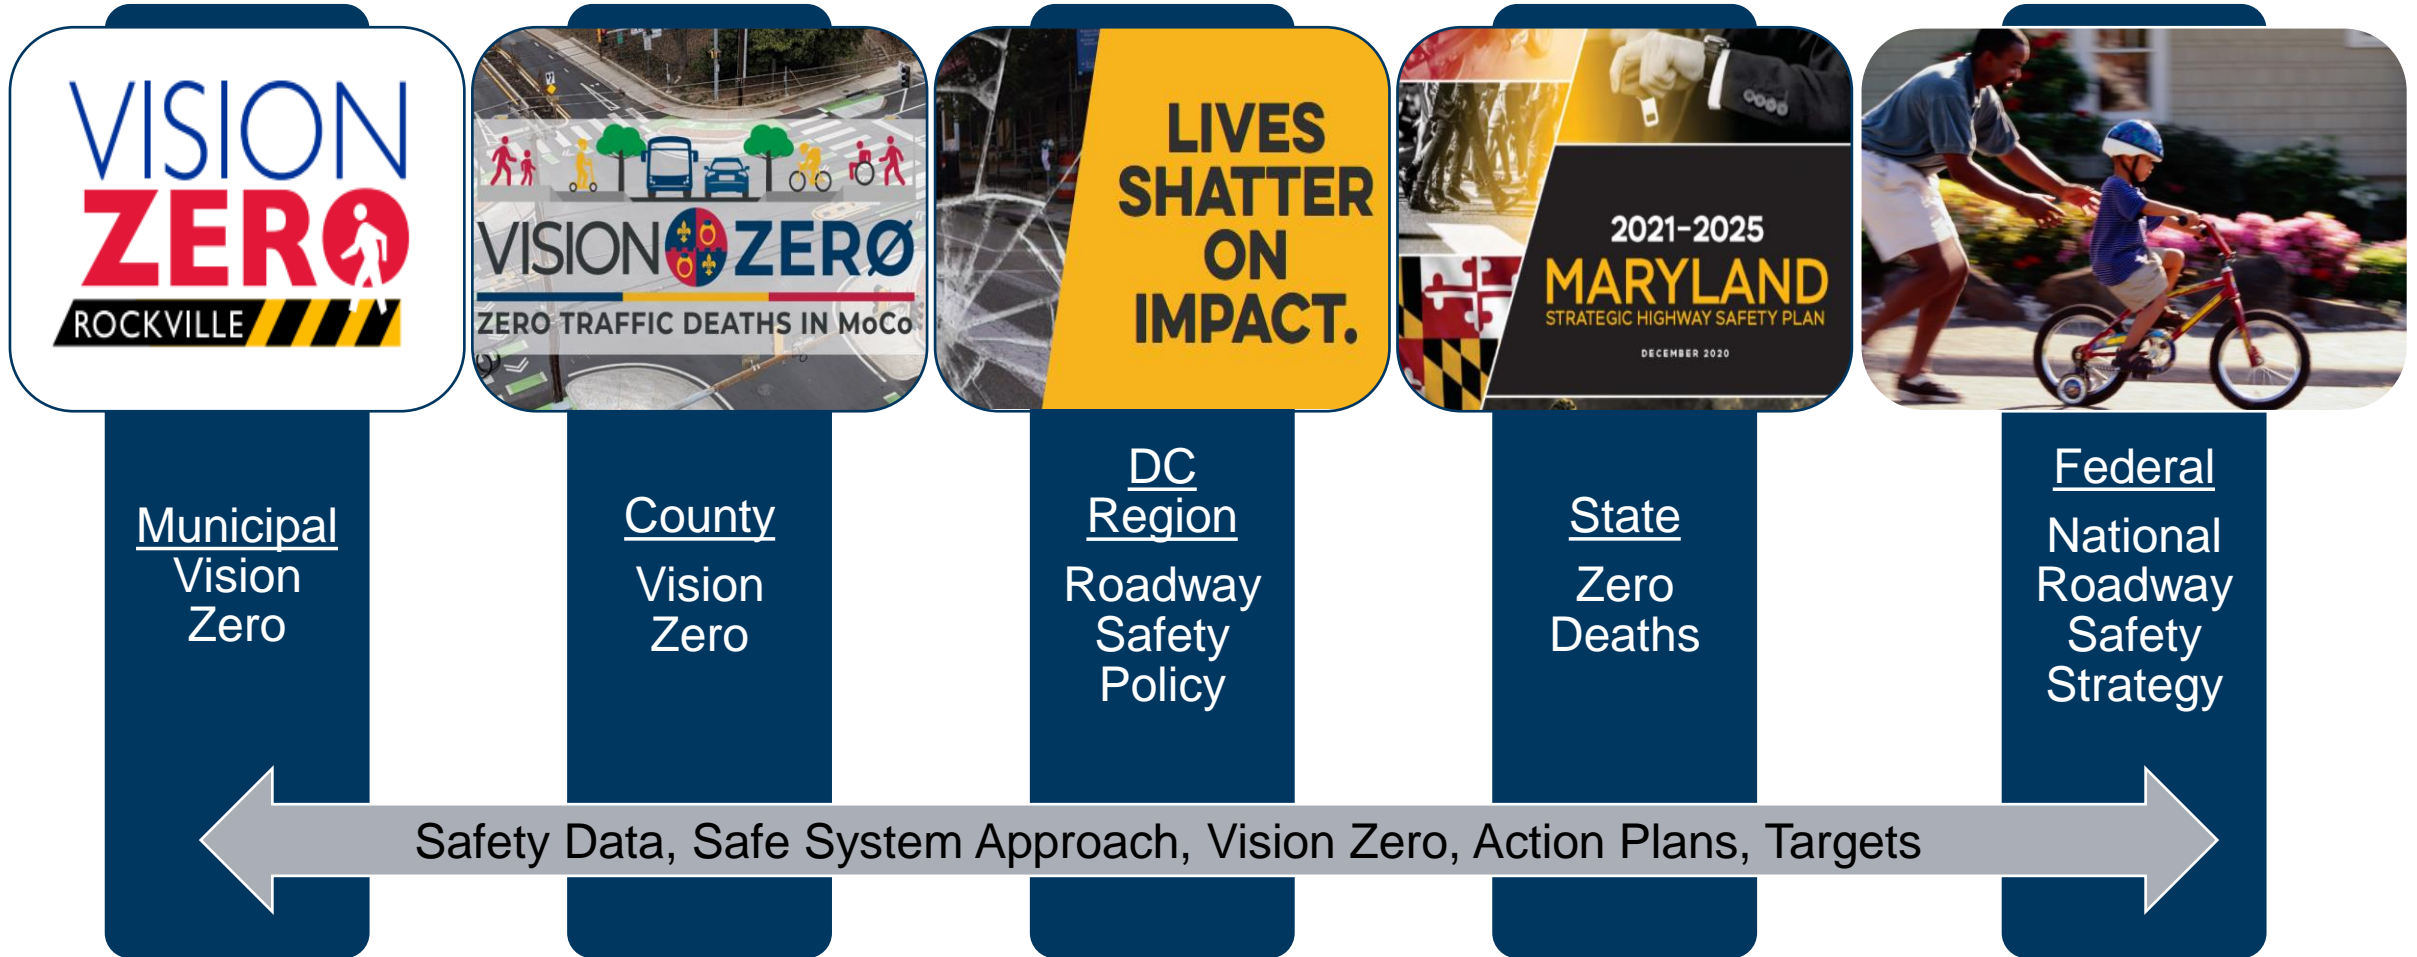 VISION
ZERO
ROCKVILLE
VISION ZERØ
ZERO TRAFFIC DEATHS IN MoCo
LIVES
SHATTER
ON
IMPACT.
2021-2025
MARYLAND
STRATEGIC HIGHWAY SAFETY PLAN
DECEMBER 2020
Municipal
Vision
Zero
County
Vision
Zero
DC
Region
Roadway
Safety
Policy
State
Zero
Deaths
Federal
National
Roadway
Safety
Strategy
Safety Data, Safe System Approach, Vision Zero, Action Plans, Targets